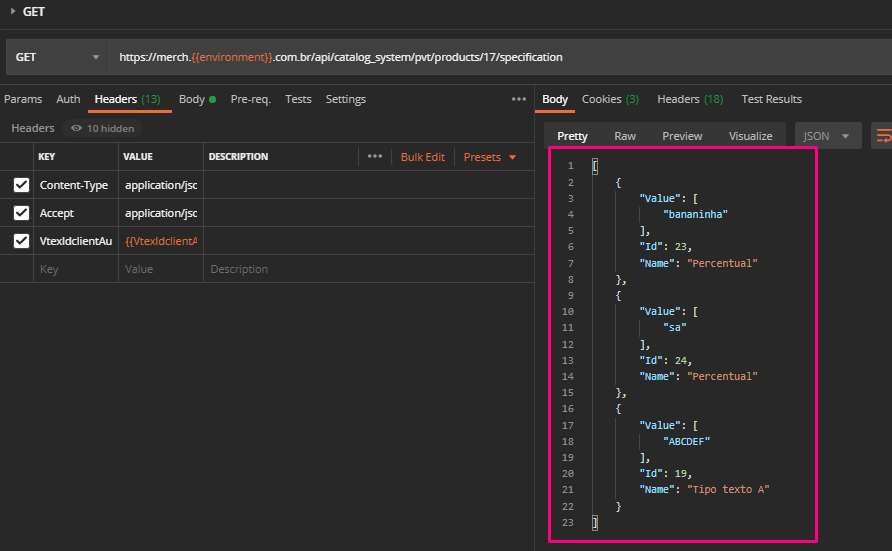 GET
GET https://merch.{{environment}}.com.br/api/catalog_system/pvt/products/17/specification
Params Auth Headers (13) Body Pre-req. Tests Settings
Headers 10 hidden
KEY VALUE DESCRIPTION ••• Bulk Edit Presets
Content-Type application/jsc
Accept application/jsc
VtexIdclientAu {{VtexIdclientA
Key Value Description
Body Cookies (3) Headers (18) Test Results
Pretty Raw Preview Visualize JSON
1 [
2 {
3 "Value": [
4 "bananinha"
5 ],
6 "Id": 23,
7 "Name": "Percentual"
8 },
9 {
10 "Value": [
11 "sa"
12 ],
13 "Id": 24,
14 "Name": "Percentual"
15 },
16 {
17 "Value": [
18 "ABCDEF"
19 ],
20 "Id": 19,
21 "Name": "Tipo texto A"
22 }
23 ]